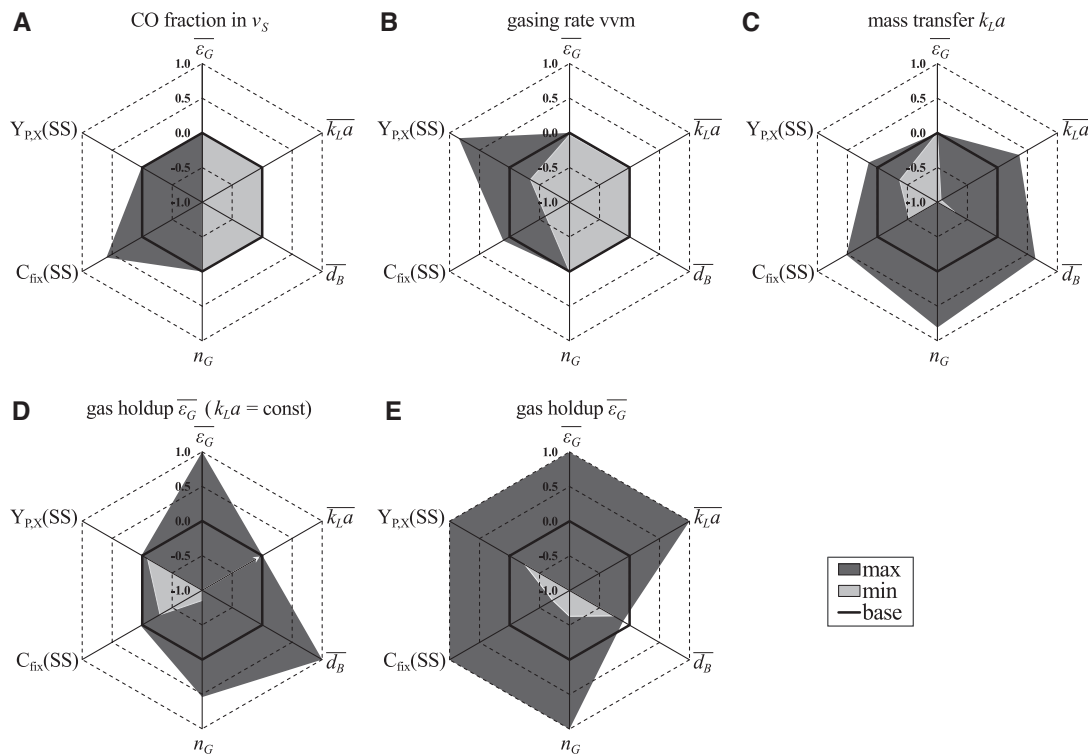 A CO fraction in v_S
B gasing rate vvm
C mass transfer k_La
ε_G
1.0
0.5
0.0
-0.5
-1.0
k_La
d_B
n_G
C_fix(SS)
Y_P,X(SS)
ε_G
1.0
0.5
0.0
-0.5
-1.0
k_La
d_B
n_G
C_fix(SS)
Y_P,X(SS)
ε_G
1.0
0.5
0.0
-0.5
-1.0
k_La
d_B
n_G
C_fix(SS)
Y_P,X(SS)
D gas holdup ε_G (k_La = const)
E gas holdup ε_G
ε_G
1.0
0.5
0.0
-0.5
-1.0
k_La
d_B
n_G
C_fix(SS)
Y_P,X(SS)
ε_G
1.0
0.5
0.0
-0.5
-1.0
k_La
d_B
n_G
C_fix(SS)
Y_P,X(SS)
max
min
base